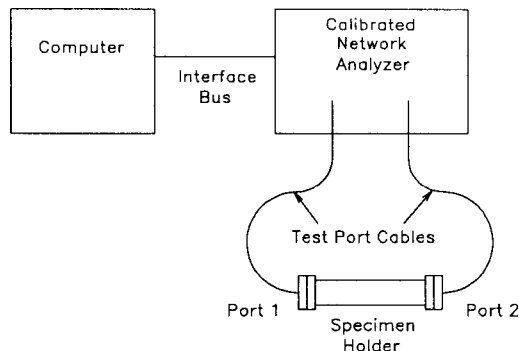 Computer
Interface
Bus
Calibrated
Network
Analyzer
Test Port Cables
Port 1
Port 2
Specimen
Holder